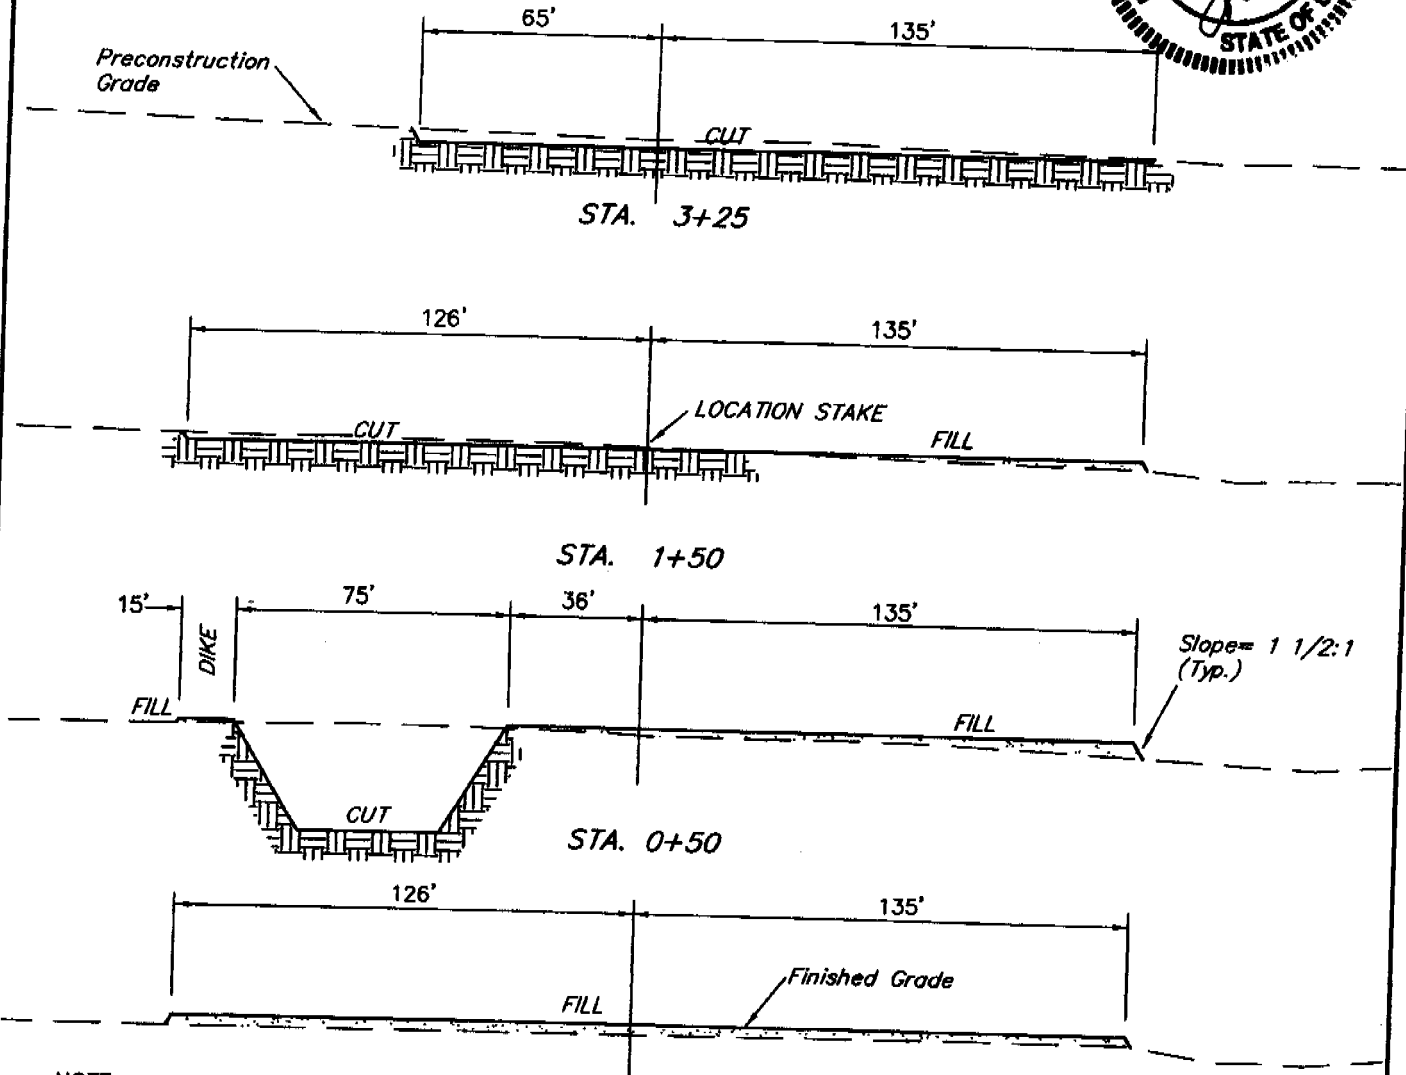 STATE OF
65'
135'
Preconstruction
Grade
CUT
STA. 3+25
126'
135'
LOCATION STAKE
CUT
FILL
STA. 1+50
15'
75'
36'
135'
DIKE
Slope= 1 1/2:1
(Typ.)
FILL
FILL
CUT
STA. 0+50
126'
135'
Finished Grade
FILL